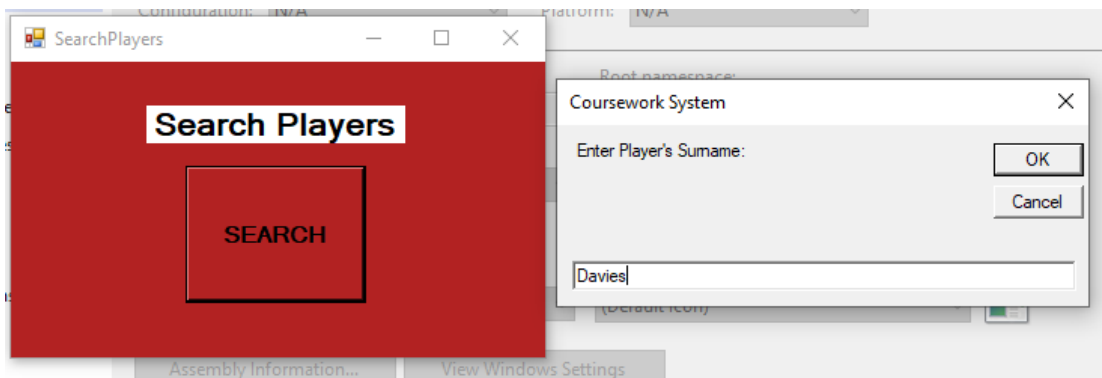 Configuration: N/A
Platform: N/A
SearchPlayers
Root namespace:
Search Players
SEARCH
Coursework System
Enter Player's Surname:
OK
Cancel
Davies
(Default Icon)
Assembly Information...
View Windows Settings